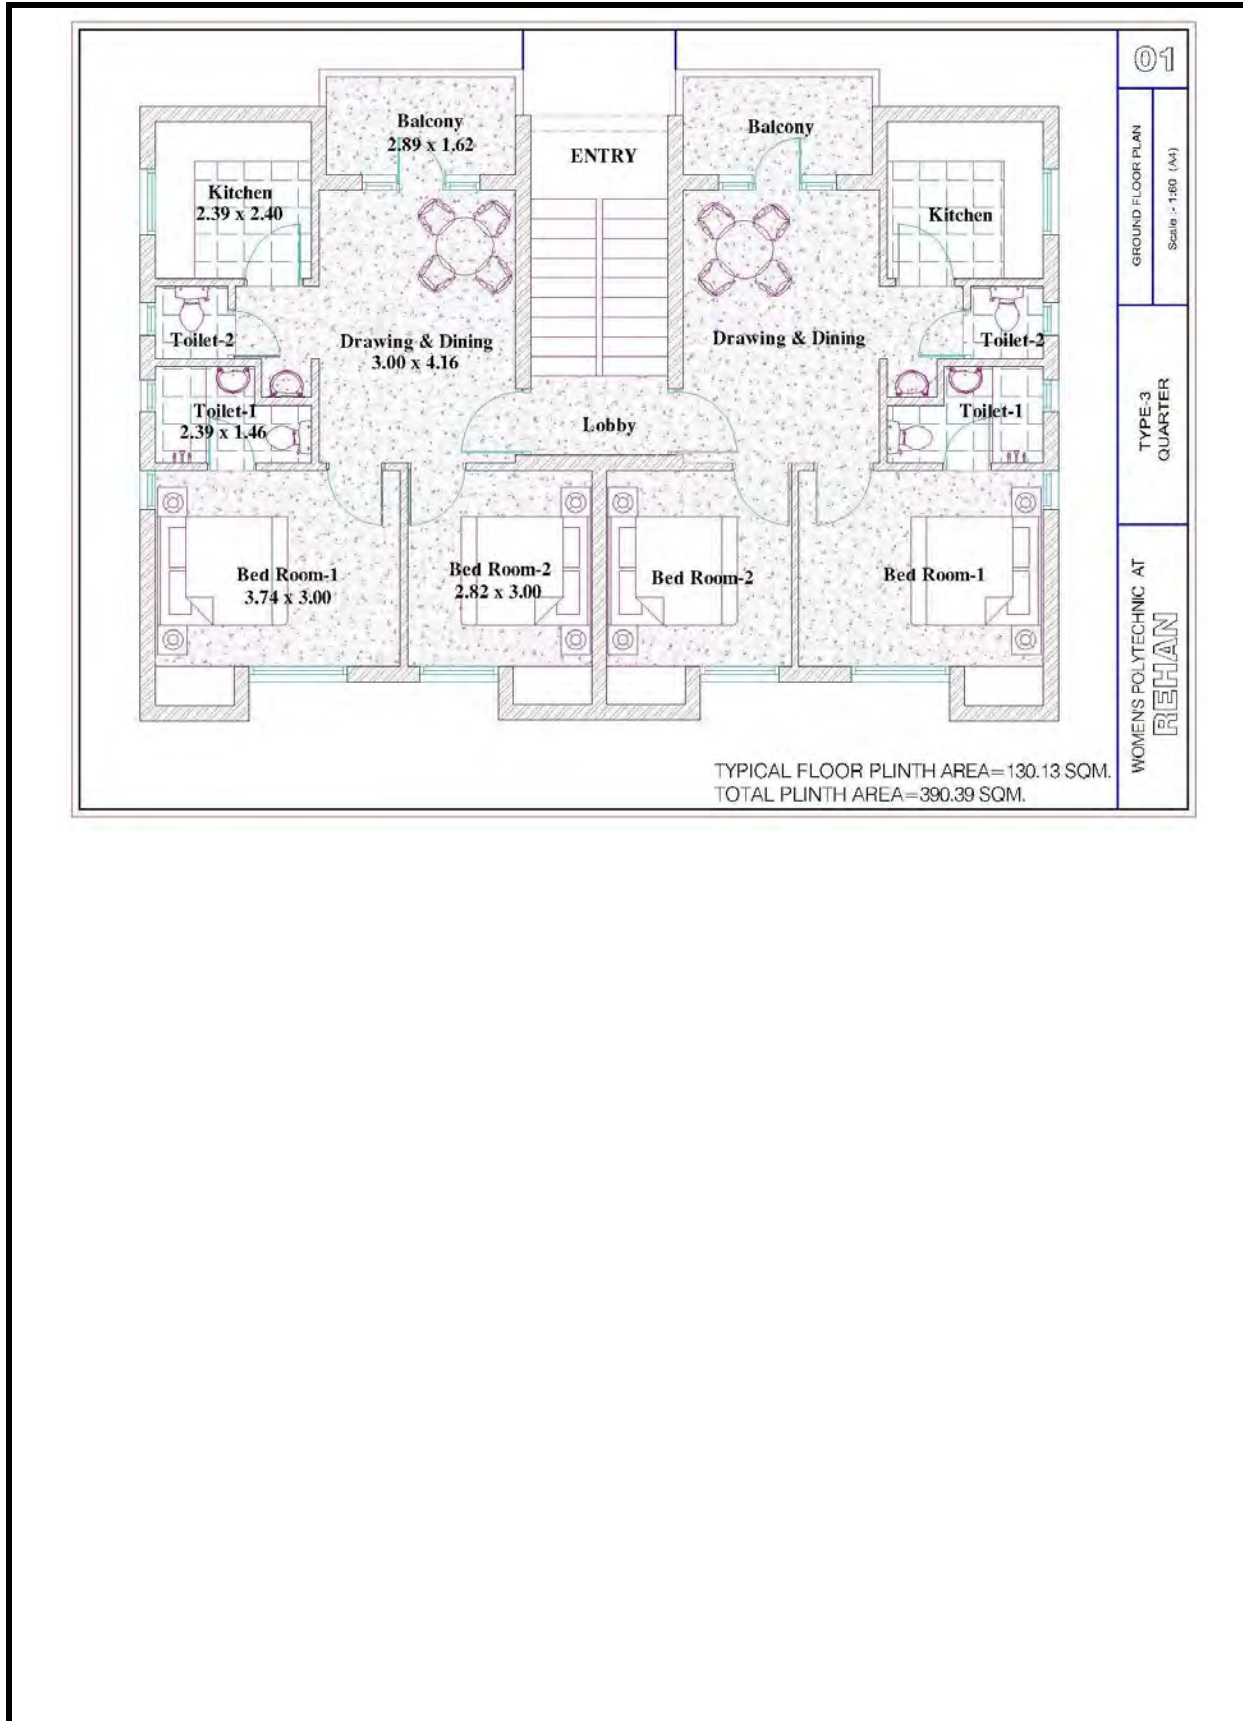 01
GROUND FLOOR PLAN
Scale :- 1:60 (A4)
TYPE-3
QUARTER
WOMEN'S POLYTECHNIC AT
REHAN
Balcony
2.89 x 1.62
ENTRY
Balcony
Kitchen
2.39 x 2.40
Kitchen
Toilet-2
Drawing & Dining
3.00 x 4.16
Drawing & Dining
Toilet-2
Toilet-1
2.39 x 1.46
Lobby
Toilet-1
Bed Room-1
3.74 x 3.00
Bed Room-2
2.82 x 3.00
Bed Room-2
Bed Room-1
TYPICAL FLOOR PLINTH AREA=130.13 SQM.
TOTAL PLINTH AREA=390.39 SQM.